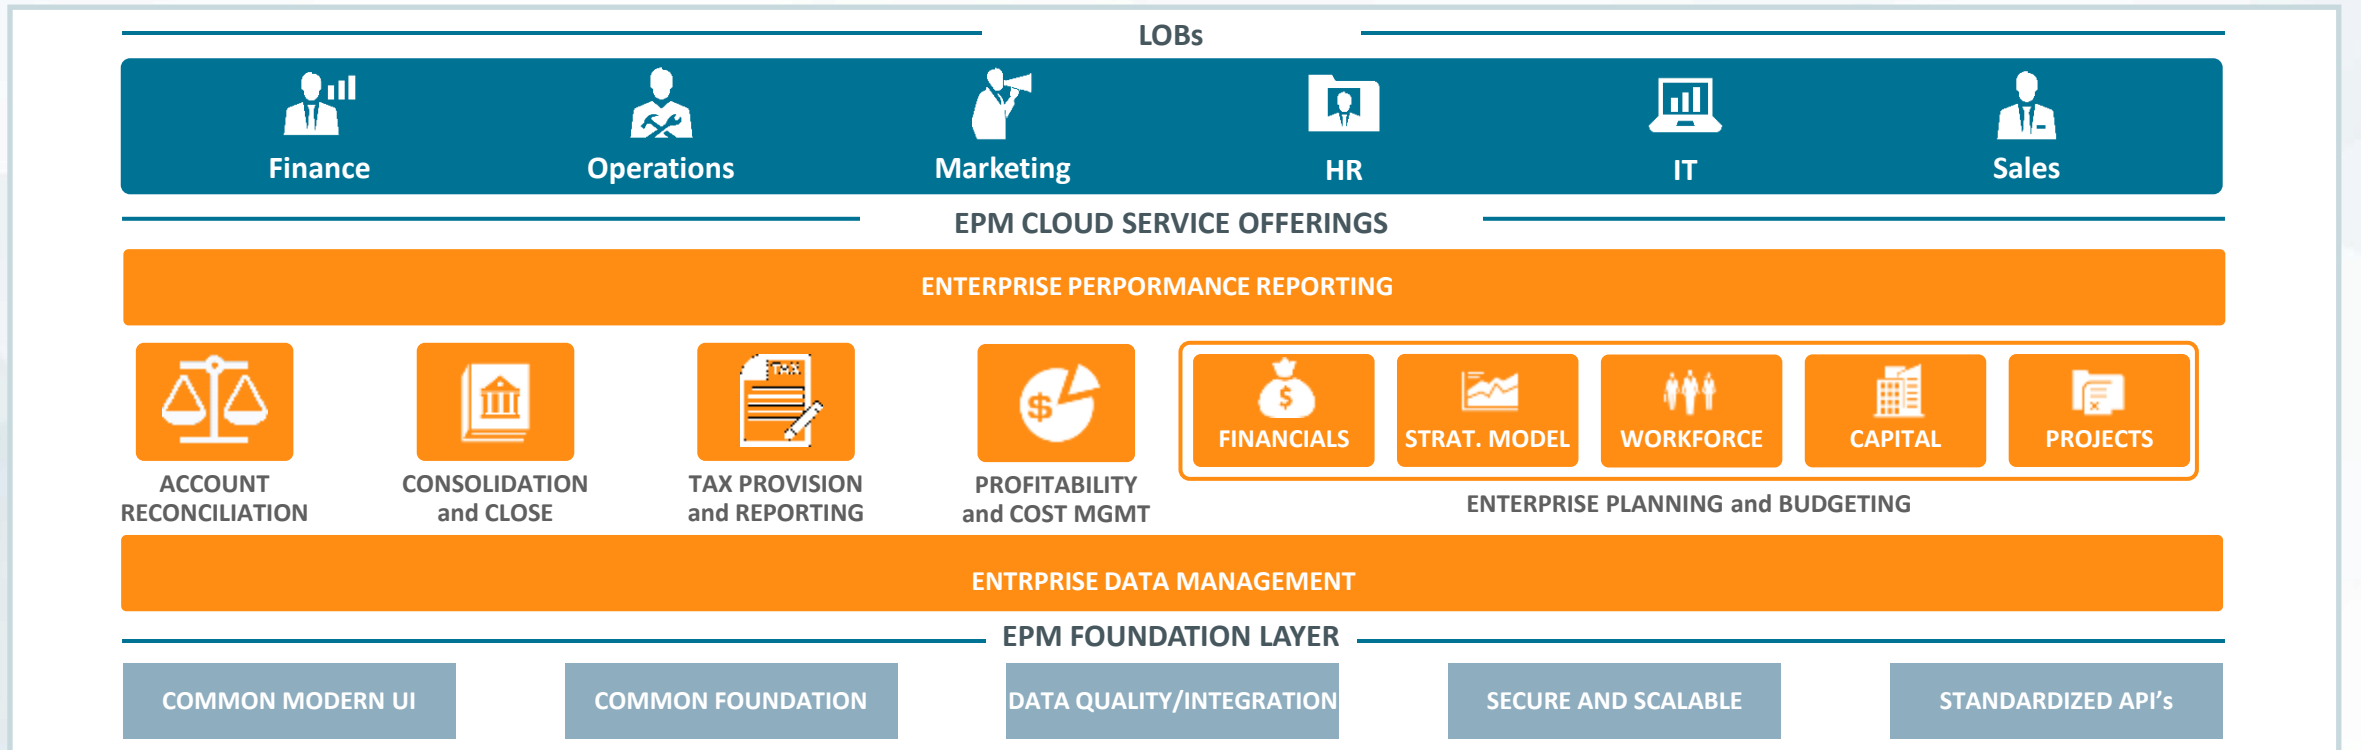 LOBs
Finance
Operations
Marketing
HR
IT
Sales
EPM CLOUD SERVICE OFFERINGS
ENTERPRISE PERPORMANCE REPORTING
TAX
$
$
FINANCIALS
STRAT. MODEL
WORKFORCE
CAPITAL
PROJECTS
ACCOUNT
RECONCILIATION
CONSOLIDATION
and CLOSE
TAX PROVISION
and REPORTING
PROFITABILITY
and COST MGMT
ENTERPRISE PLANNING and BUDGETING
ENTRPRISE DATA MANAGEMENT
EPM FOUNDATION LAYER
COMMON MODERN UI
COMMON FOUNDATION
DATA QUALITY/INTEGRATION
SECURE AND SCALABLE
STANDARDIZED API’s